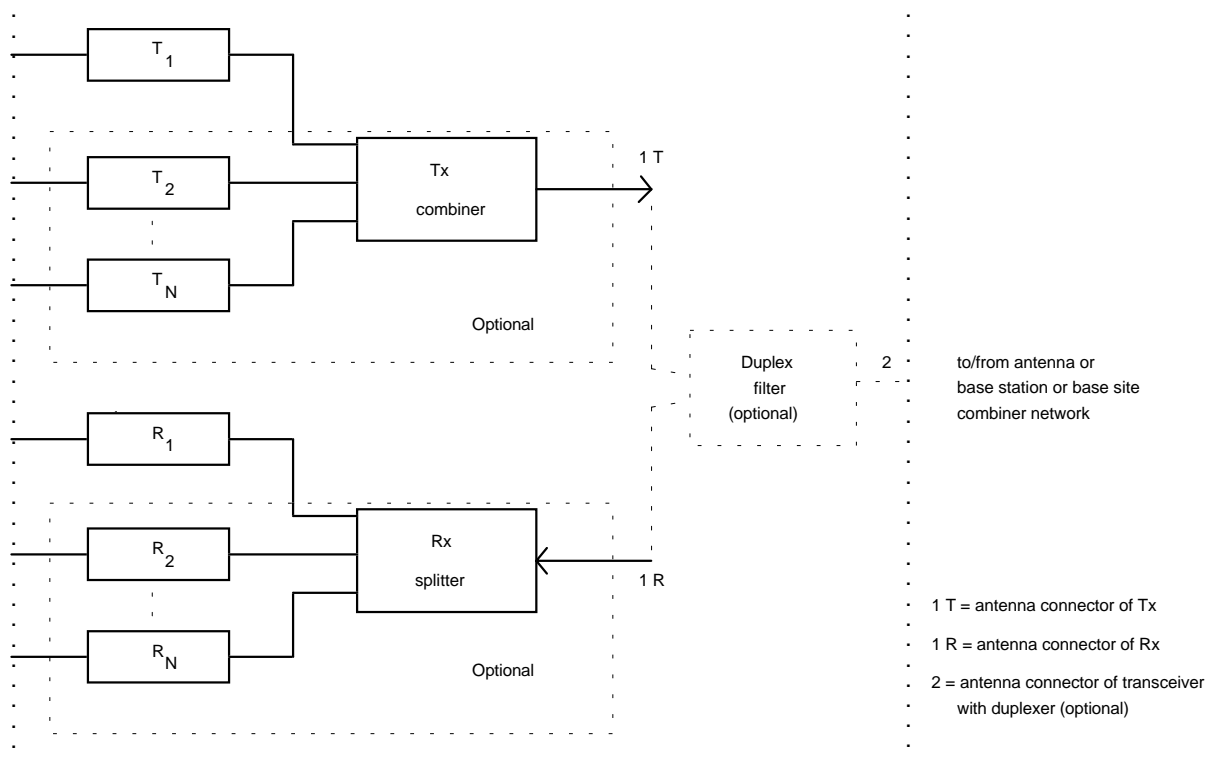 T1
T2
TN
Tx
combiner
1 T
Optional
Duplex
filter
(optional)
2
to/from antenna or
base station or base site
combiner network
R1
R2
RN
Rx
splitter
1 R
Optional
1 T = antenna connector of Tx
1 R = antenna connector of Rx
2 = antenna connector of transceiver
with duplexer (optional)